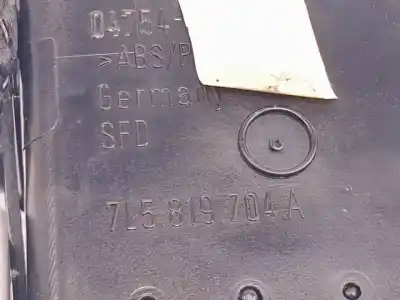 04754-
>ABS/P
Germany
SFD
7L5.819.704.A